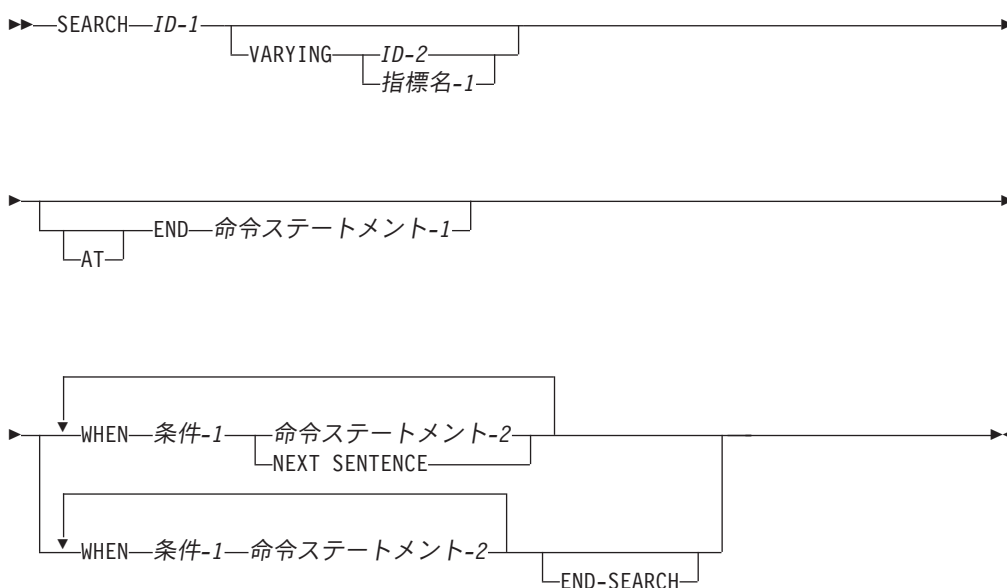 SEARCH ID-1
VARYING ID-2
指標名-1
END 命令ステートメント-1
AT
WHEN 条件-1 命令ステートメント-2
NEXT SENTENCE
WHEN 条件-1 命令ステートメント-2
END-SEARCH